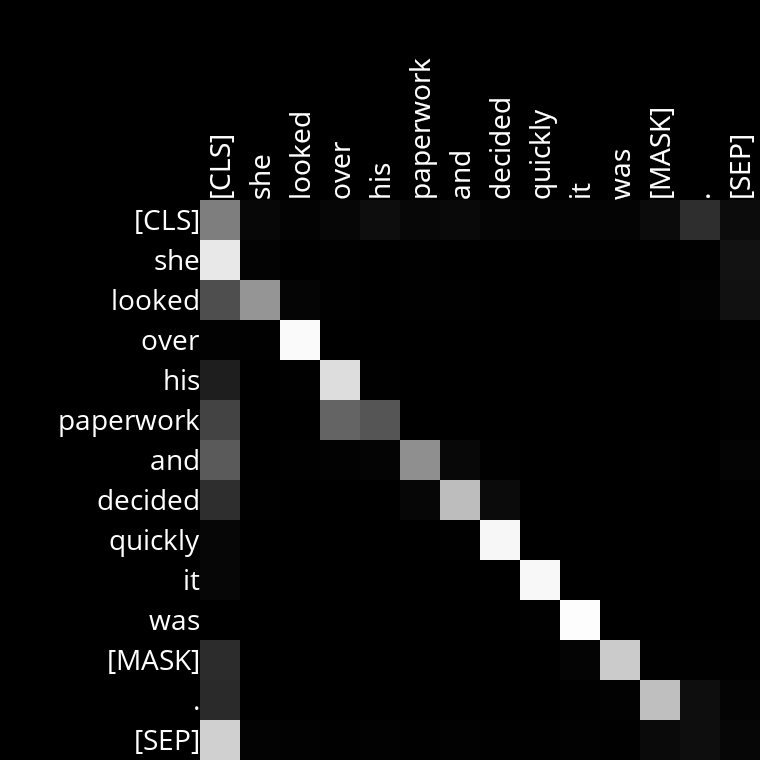 [CLS] she looked over his paperwork and decided quickly it was [MASK] . [SEP]
[CLS]
she
looked
over
his
paperwork
and
decided
quickly
it
was
[MASK]
.
[SEP]